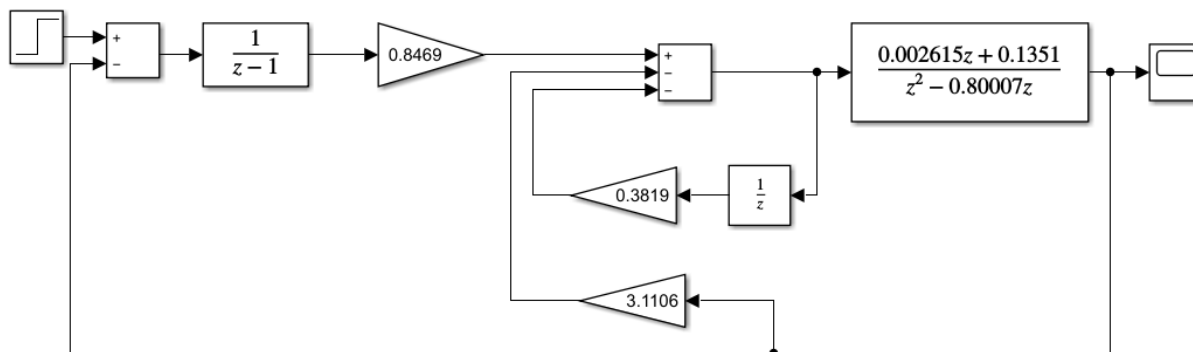 +
−
1
z − 1
0.8469
+
−
−
0.002615z + 0.1351
z² − 0.80007z
0.3819
1
z
3.1106